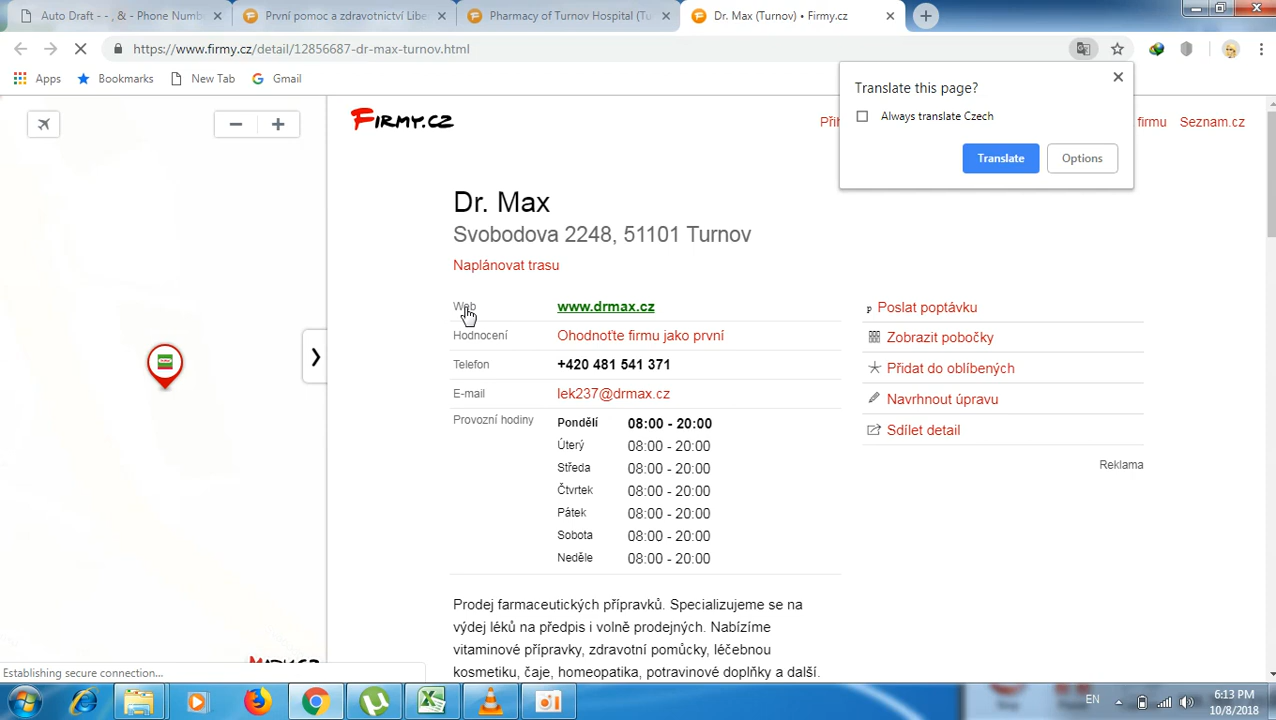 Auto Draft - - , & - Phone Numb
První pomoc a zdravotnictví Libe
Pharmacy of Turnov Hospital (Tu
Dr. Max (Turnov) • Firmy.cz
https://www.firmy.cz/detail/12856687-dr-max-turnov.html
Apps
Bookmarks
New Tab
Gmail
Translate this page?
Always translate Czech
Translate
Options
FIRMY.CZ
firmu
Seznam.cz
Dr. Max
Svobodova 2248, 51101 Turnov
Naplánovat trasu
Web
www.drmax.cz
Hodnocení
Ohodnoťte firmu jako první
Telefon
+420 481 541 371
E-mail
lek237@drmax.cz
Provozní hodiny
Pondělí 08:00 - 20:00
Úterý 08:00 - 20:00
Středa 08:00 - 20:00
Čtvrtek 08:00 - 20:00
Pátek 08:00 - 20:00
Sobota 08:00 - 20:00
Neděle 08:00 - 20:00
Poslat poptávku
Zobrazit pobočky
Přidat do oblíbených
Navrhnout úpravu
Sdílet detail
Reklama
Prodej farmaceutických přípravků. Specializujeme se na
výdej léků na předpis i volně prodejných. Nabízíme
vitaminové přípravky, zdravotní pomůcky, léčebnou
kosmetiku, čaje, homeopatika, potravinové doplňky a další.
Establishing secure connection...
EN
6:13 PM
10/8/2018